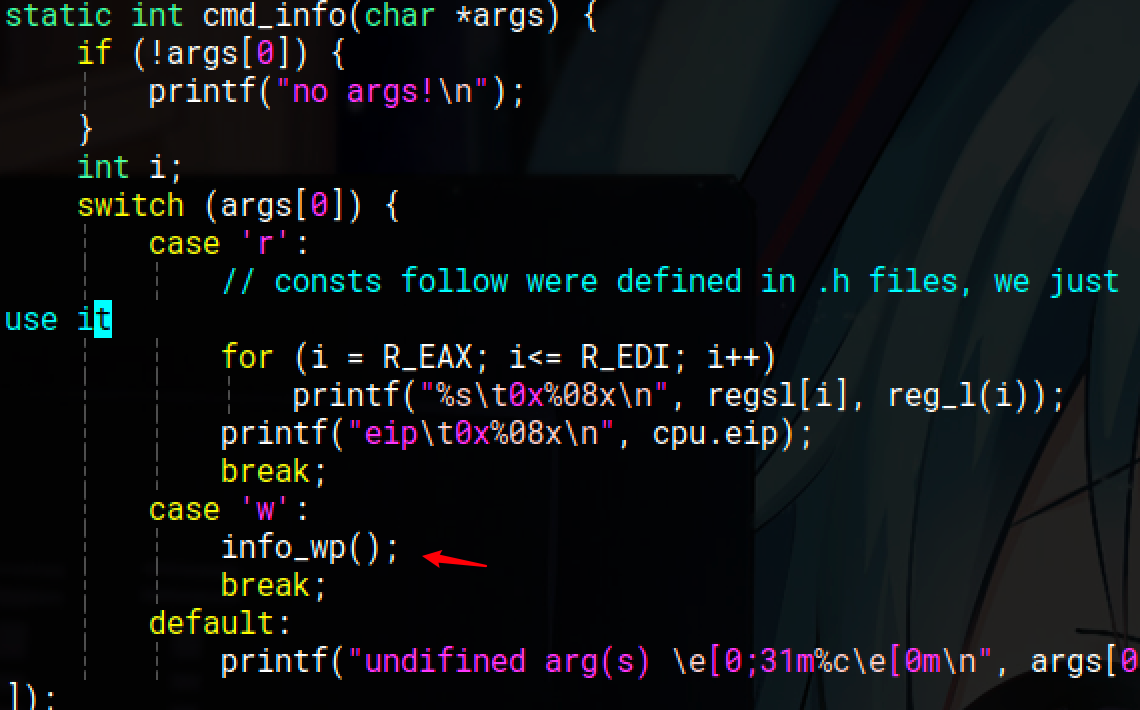 static int cmd_info(char *args) {
    if (!args[0]) {
        printf("no args!\n");
    }
    int i;
    switch (args[0]) {
        case 'r':
            // consts follow were defined in .h files, we just
use it
            for (i = R_EAX; i<= R_EDI; i++)
                printf("%s\t0x%08x\n", regsl[i], reg_l(i));
            printf("eip\t0x%08x\n", cpu.eip);
            break;
        case 'w':
            info_wp();
            break;
        default:
            printf("undifined arg(s) \e[0;31m%c\e[0m\n", args[0
]);